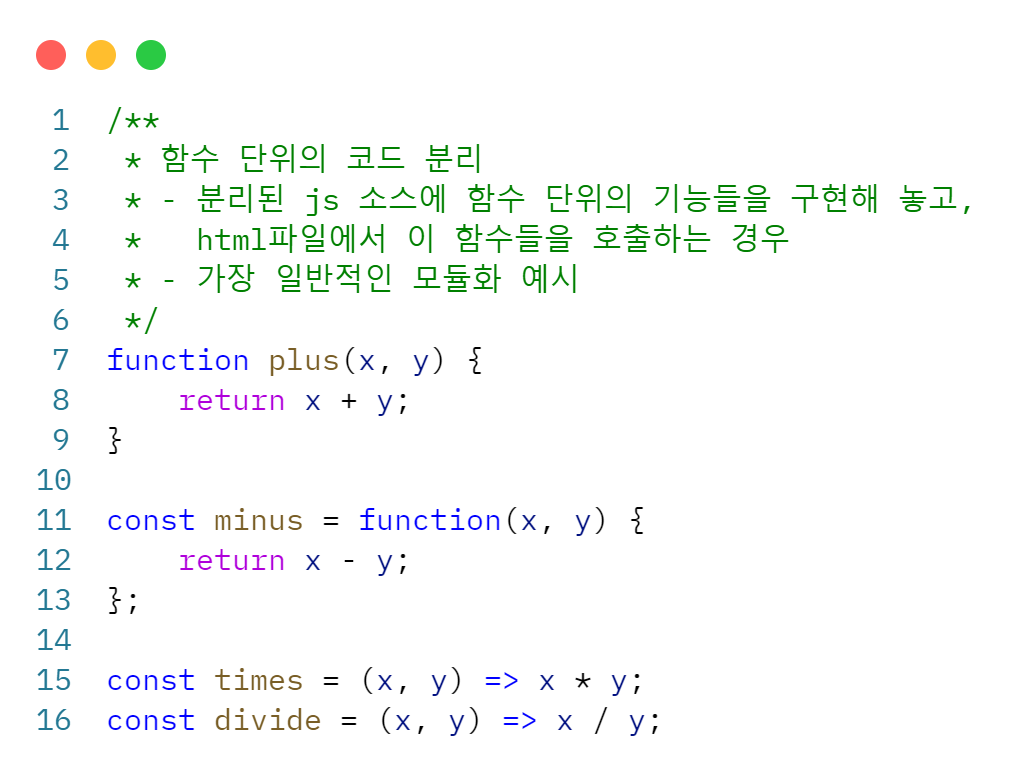 1 /**
2  * 함수 단위의 코드 분리
3  * - 분리된 js 소스에 함수 단위의 기능들을 구현해 놓고,
4  *   html파일에서 이 함수들을 호출하는 경우
5  * - 가장 일반적인 모듈화 예시
6  */
7 function plus(x, y) {
8     return x + y;
9 }
10
11 const minus = function(x, y) {
12     return x - y;
13 };
14
15 const times = (x, y) => x * y;
16 const divide = (x, y) => x / y;